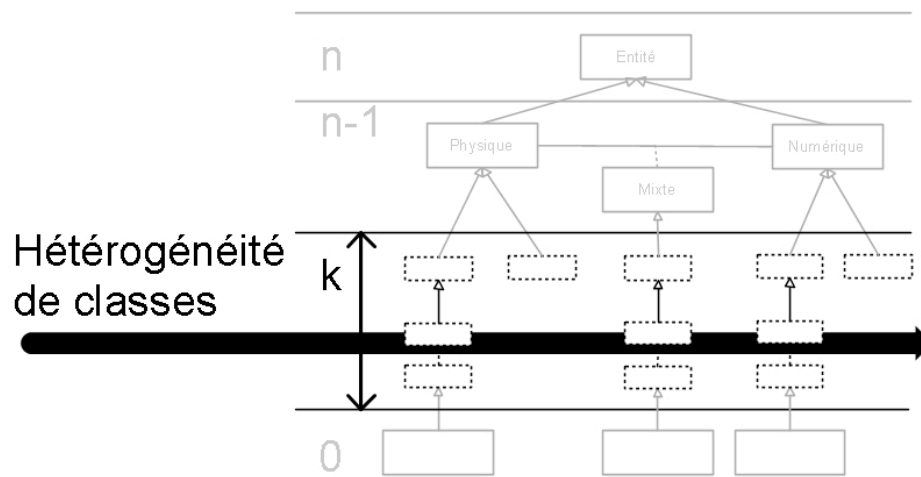 n
Entité
n-1
Physique
Numérique
Mixte
Hétérogénéité
de classes
k
0